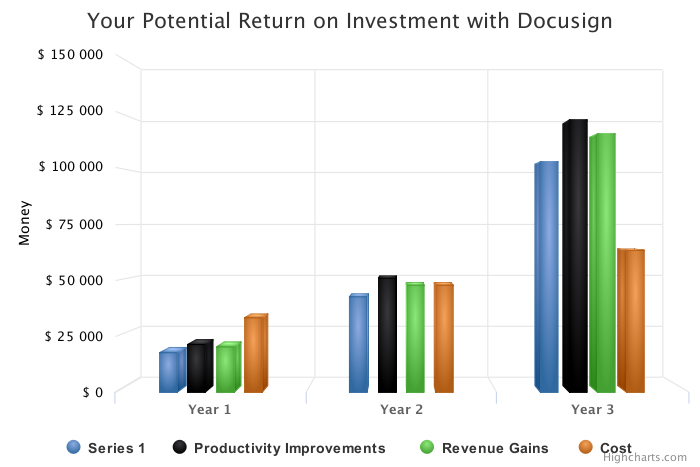 Your Potential Return on Investment with Docusign
$ 150 000
$ 125 000
$ 100 000
$ 75 000
$ 50 000
$ 25 000
$ 0
Money
Year 1
Year 2
Year 3
Series 1
Productivity Improvements
Revenue Gains
Cost
Highcharts.com